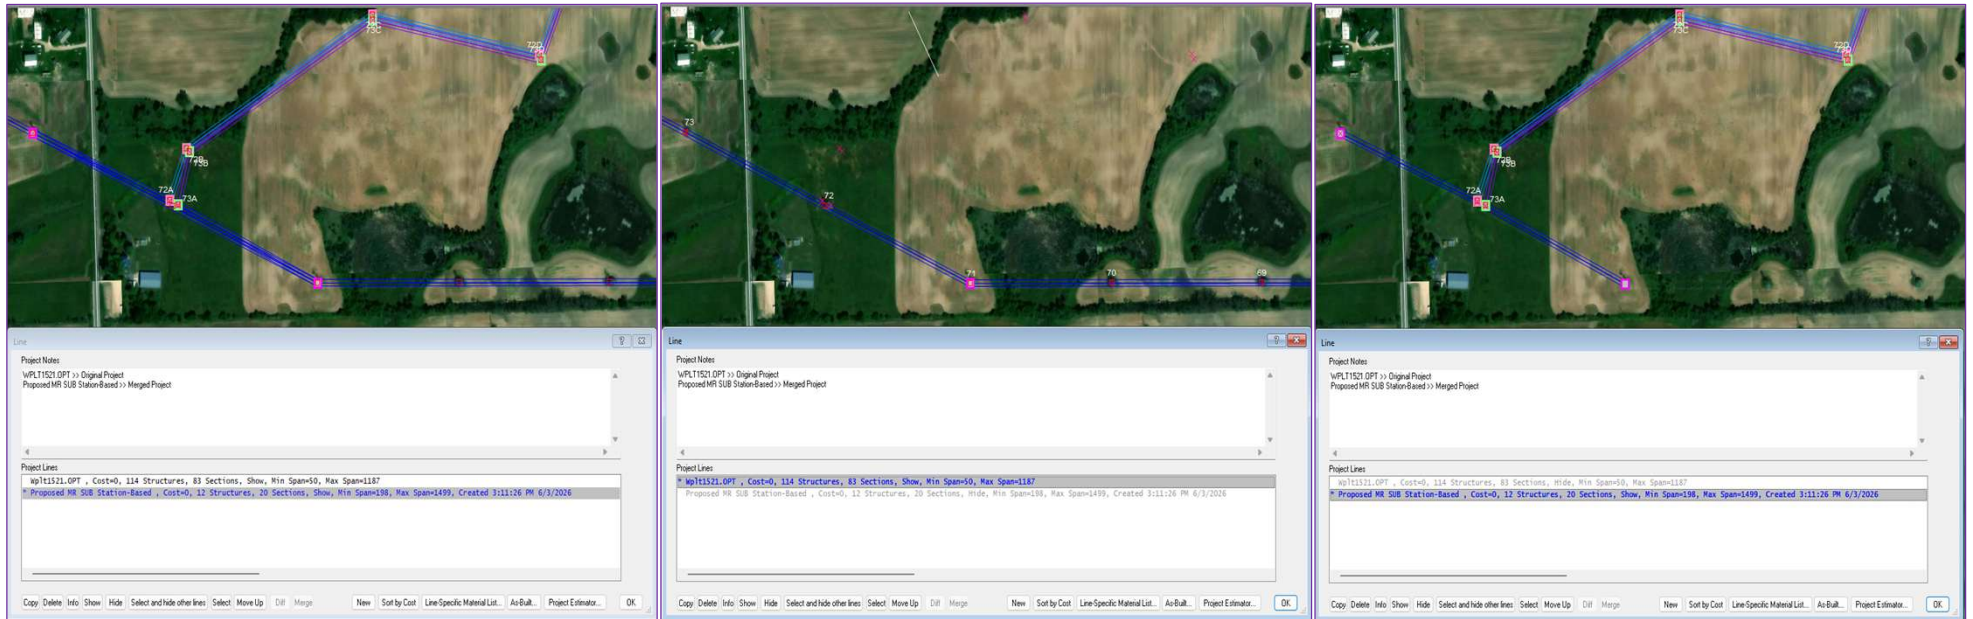 73C
72D
72B
73B
72A
73A
Line
Project Notes
WPLT1521.OPT >> Original Project
Proposed MR SUB Station-Based >> Merged Project
Project Lines
Wplt1521.OPT , Cost=0, 114 Structures, 83 Sections, Show, Min Span=50, Max Span=1187
* Proposed MR SUB Station-Based , Cost=0, 12 Structures, 20 Sections, Show, Min Span=198, Max Span=1499, Created 3:11:26 PM 6/3/2026
Copy Delete Info Show Hide Select and hide other lines Select Move Up Diff Merge New Sort by Cost Line-Specific Material List... As-Built... Project Estimator... OK
73
72
71
70
69
Line
Project Notes
WPLT1521.OPT >> Original Project
Proposed MR SUB Station-Based >> Merged Project
Project Lines
* Wplt1521.OPT , Cost=0, 114 Structures, 83 Sections, Show, Min Span=50, Max Span=1187
Proposed MR SUB Station-Based , Cost=0, 12 Structures, 20 Sections, Hide, Min Span=198, Max Span=1499, Created 3:11:26 PM 6/3/2026
Copy Delete Info Show Hide Select and hide other lines Select Move Up Diff Merge New Sort by Cost Line-Specific Material List... As-Built... Project Estimator... OK
73C
72D
72B
73B
72A
73A
Line
Project Notes
WPLT1521.OPT >> Original Project
Proposed MR SUB Station-Based >> Merged Project
Project Lines
Wplt1521.OPT , Cost=0, 114 Structures, 83 Sections, Hide, Min Span=50, Max Span=1187
* Proposed MR SUB Station-Based , Cost=0, 12 Structures, 20 Sections, Show, Min Span=198, Max Span=1499, Created 3:11:26 PM 6/3/2026
Copy Delete Info Show Hide Select and hide other lines Select Move Up Diff Merge New Sort by Cost Line-Specific Material List... As-Built... Project Estimator... OK